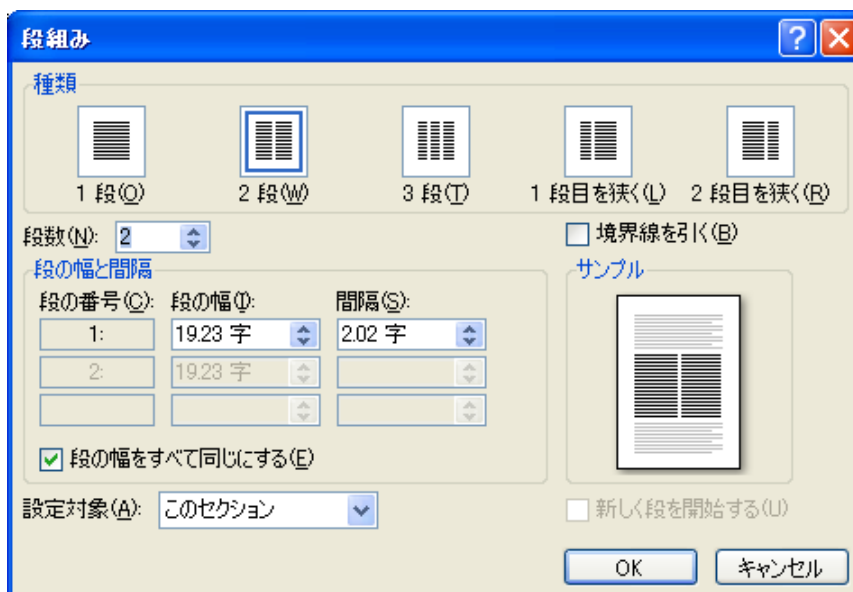 段組み
種類
1 段(O) 2 段(W) 3 段(T) 1 段目を狭く(L) 2 段目を狭く(R)
段数(N): 2 境界線を引く(B)
段の幅と間隔 サンプル
段の番号(C): 段の幅(I): 間隔(S):
1: 19.23 字 2.02 字
2: 19.23 字
段の幅をすべて同じにする(E)
設定対象(A): このセクション 新しく段を開始する(U)
OK キャンセル